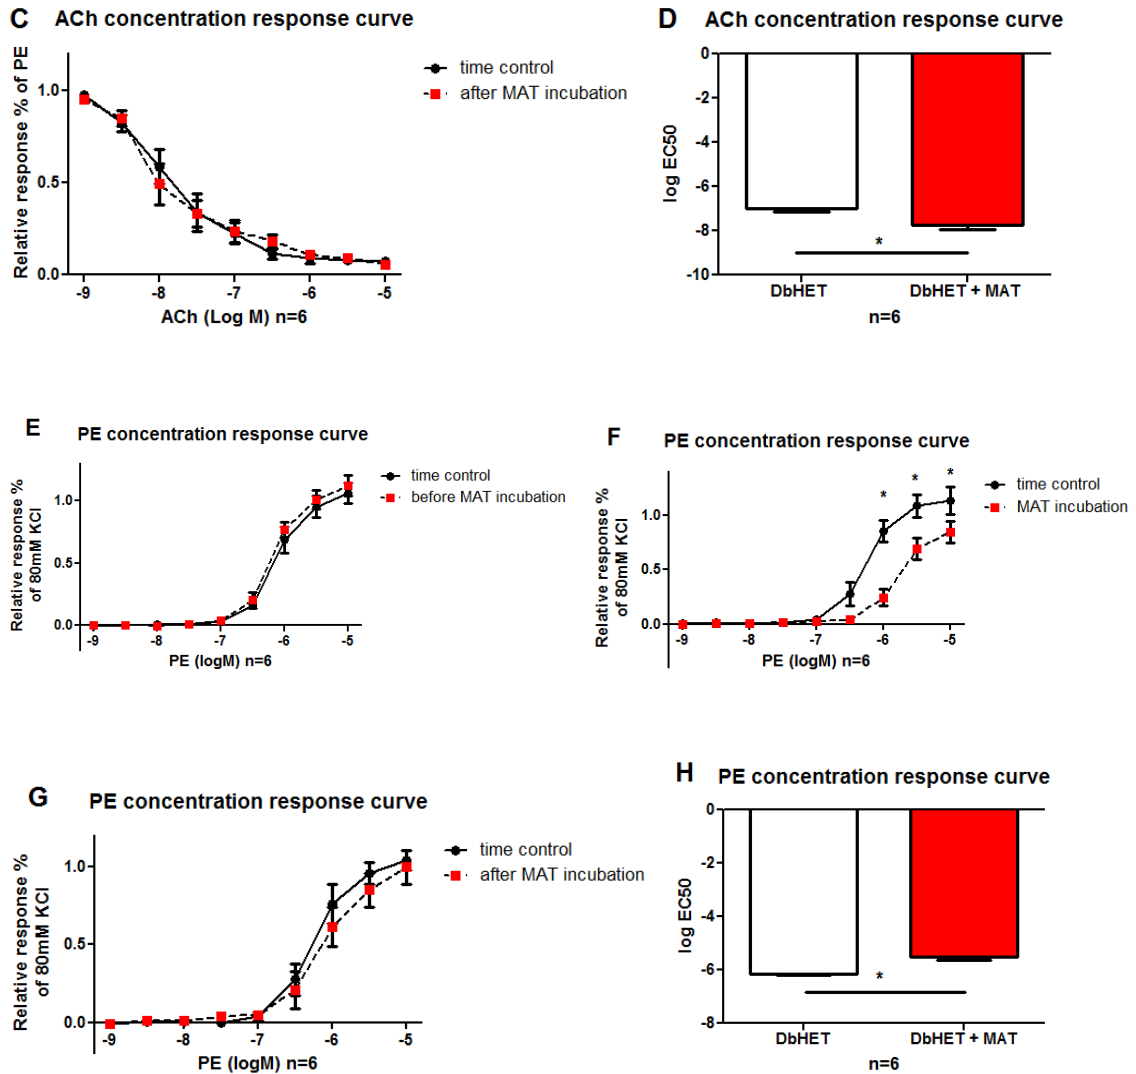 C ACh concentration response curve
Relative response % of PE
1.0
0.5
0.0
-9 -8 -7 -6 -5
ACh (Log M) n=6
time control
after MAT incubation
D ACh concentration response curve
log EC50
0
-2
-4
-6
-8
-10
*
DbHET DbHET + MAT
n=6
E PE concentration response curve
Relative response %
of 80mM KCl
1.0
0.5
0.0
-9 -8 -7 -6 -5
PE (logM) n=6
time control
before MAT incubation
F PE concentration response curve
Relative response %
of 80mM KCl
1.0
0.5
0.0
* * *
-9 -8 -7 -6 -5
PE (logM) n=6
time control
MAT incubation
G PE concentration response curve
Relative response %
of 80mM KCl
1.0
0.5
0.0
-9 -8 -7 -6 -5
PE (logM) n=6
time control
after MAT incubation
H PE concentration response curve
log EC50
0
-2
-4
-6
-8
*
DbHET DbHET + MAT
n=6